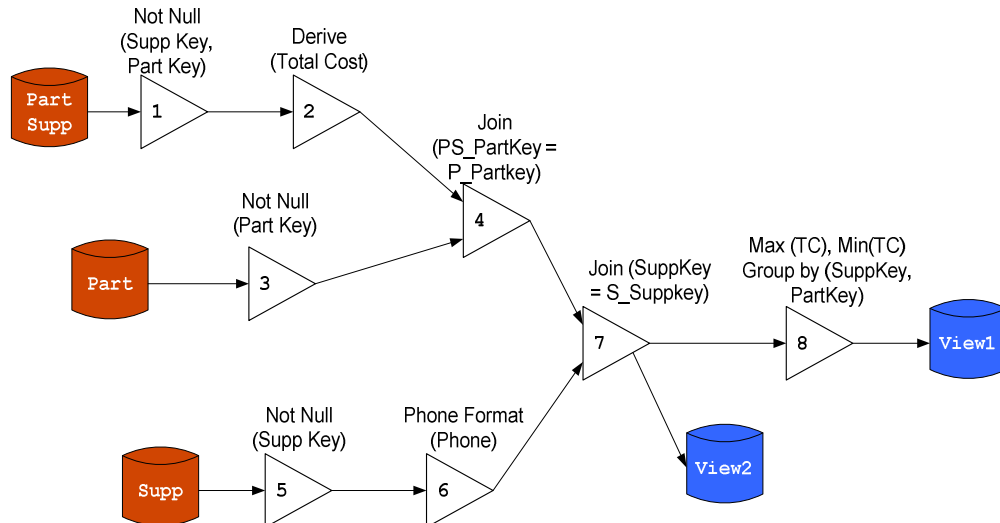 Not Null
(Supp Key,
Part Key)
Derive
(Total Cost)
Part
Supp
1
2
Join
(PS_PartKey =
P_Partkey)
4
Not Null
(Part Key)
Part
3
Join (SuppKey
= S_Suppkey)
7
Max (TC), Min(TC)
Group by (SuppKey,
PartKey)
8
View1
Not Null
(Supp Key)
Phone Format
(Phone)
Supp
5
6
View2